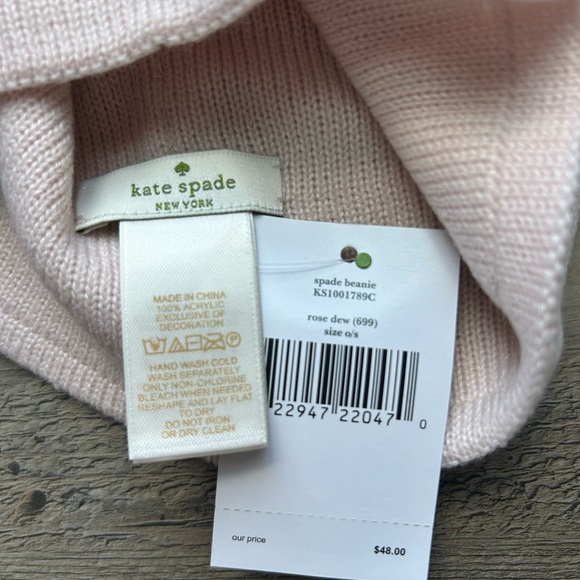 kate spade
NEW YORK
MADE IN CHINA
100% ACRYLIC
EXCLUSIVE OF
DECORATION
HAND WASH COLD
WASH SEPARATELY
ONLY NON-CHLORINE
BLEACH WHEN NEEDED
RESHAPE AND LAY FLAT
TO DRY
DO NOT IRON
OR DRY CLEAN
spade beanie
KS1001789C
rose dew (699)
size o/s
22947 22047 0
our price
$48.00